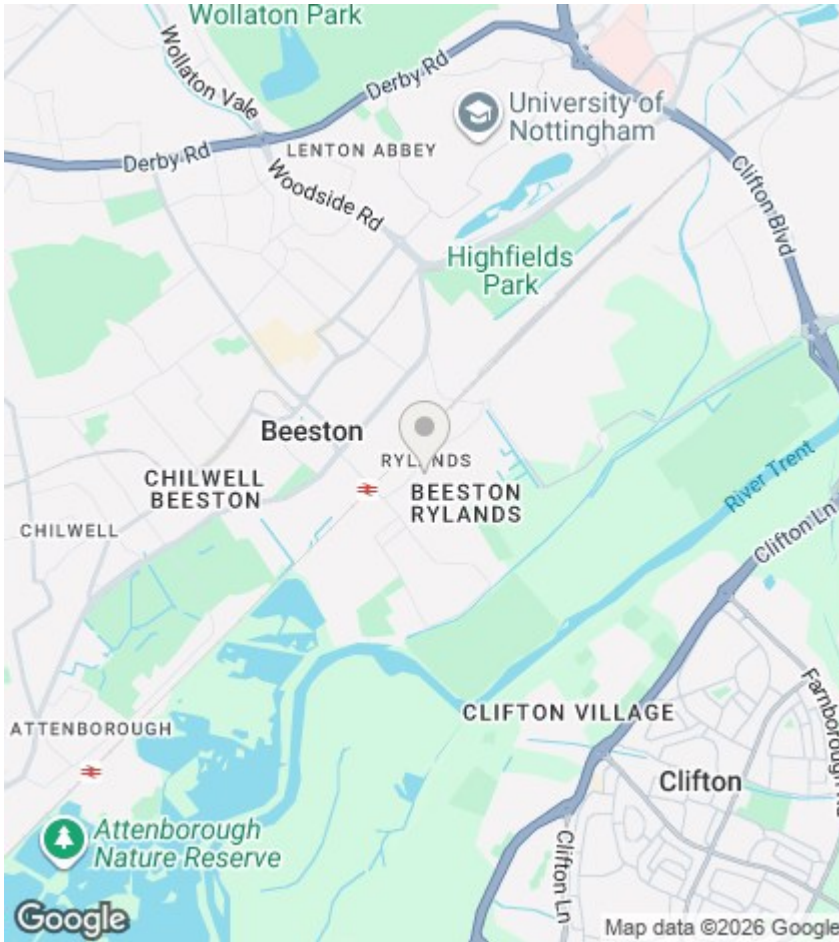 Wollaton Park
Wollaton Vale
Derby Rd
University of
Nottingham
Derby Rd
LENTON ABBEY
Woodside Rd
Clifton Blvd
Highfields
Park
Beeston
RYLANDS
CHILWELL
BEESTON
BEESTON
RYLANDS
River Trent
CHILWELL
Clifton Ln
ATTENBOROUGH
CLIFTON VILLAGE
Farnborough Rd
Clifton
Attenborough
Nature Reserve
Clifton Ln
Google
Map data ©2026 Google